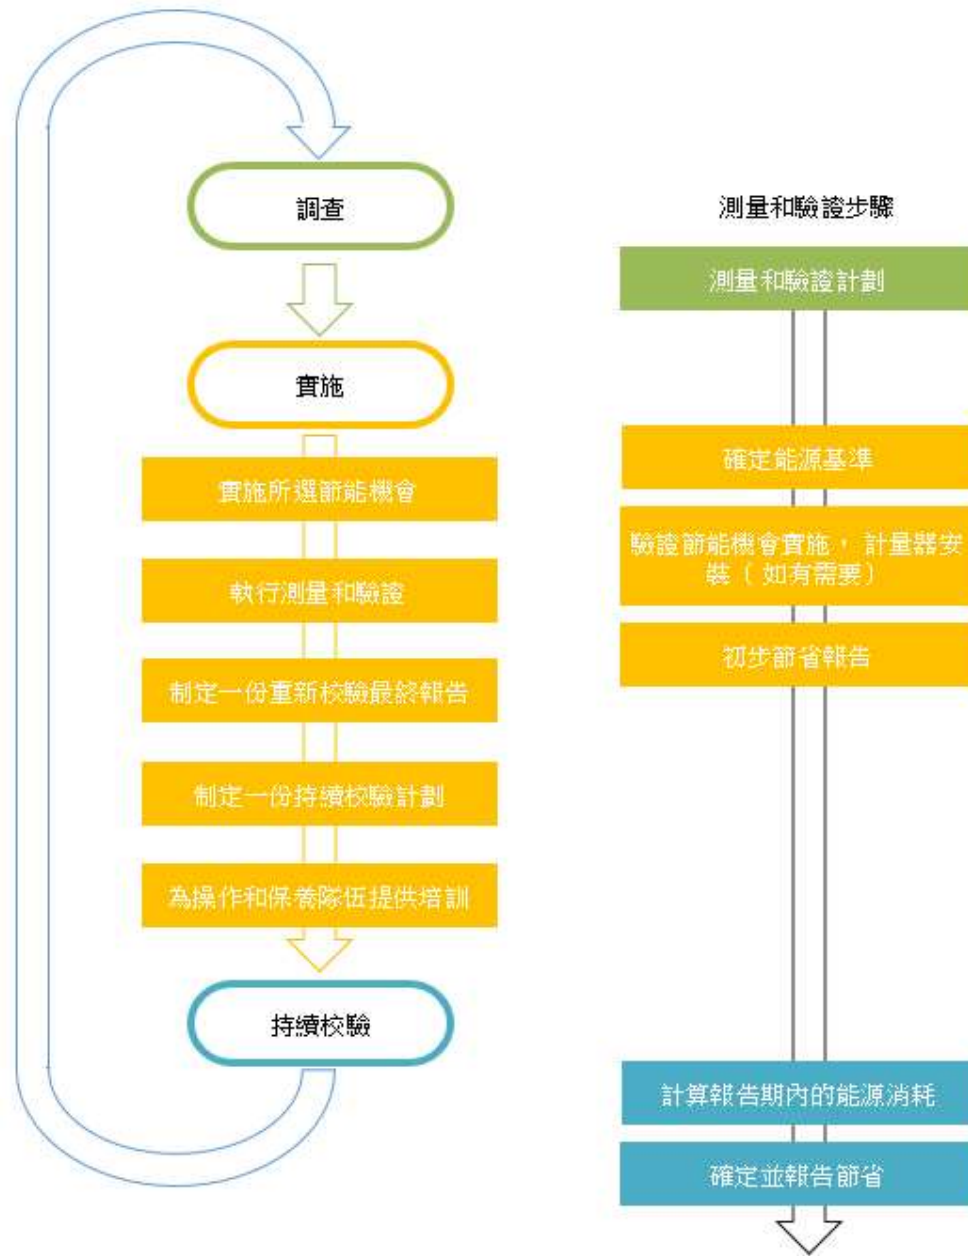 調查
實施
實施所選節能機會
執行測量和驗證
制定一份重新校驗最終報告
制定一份持續校驗計劃
為操作和保養隊伍提供培訓
持續校驗
測量和驗證步驟
測量和驗證計劃
確定能源基準
驗證節能機會實施， 計量器安
裝（如有需要）
初步節省報告
計算報告期內的能源消耗
確定並報告節省